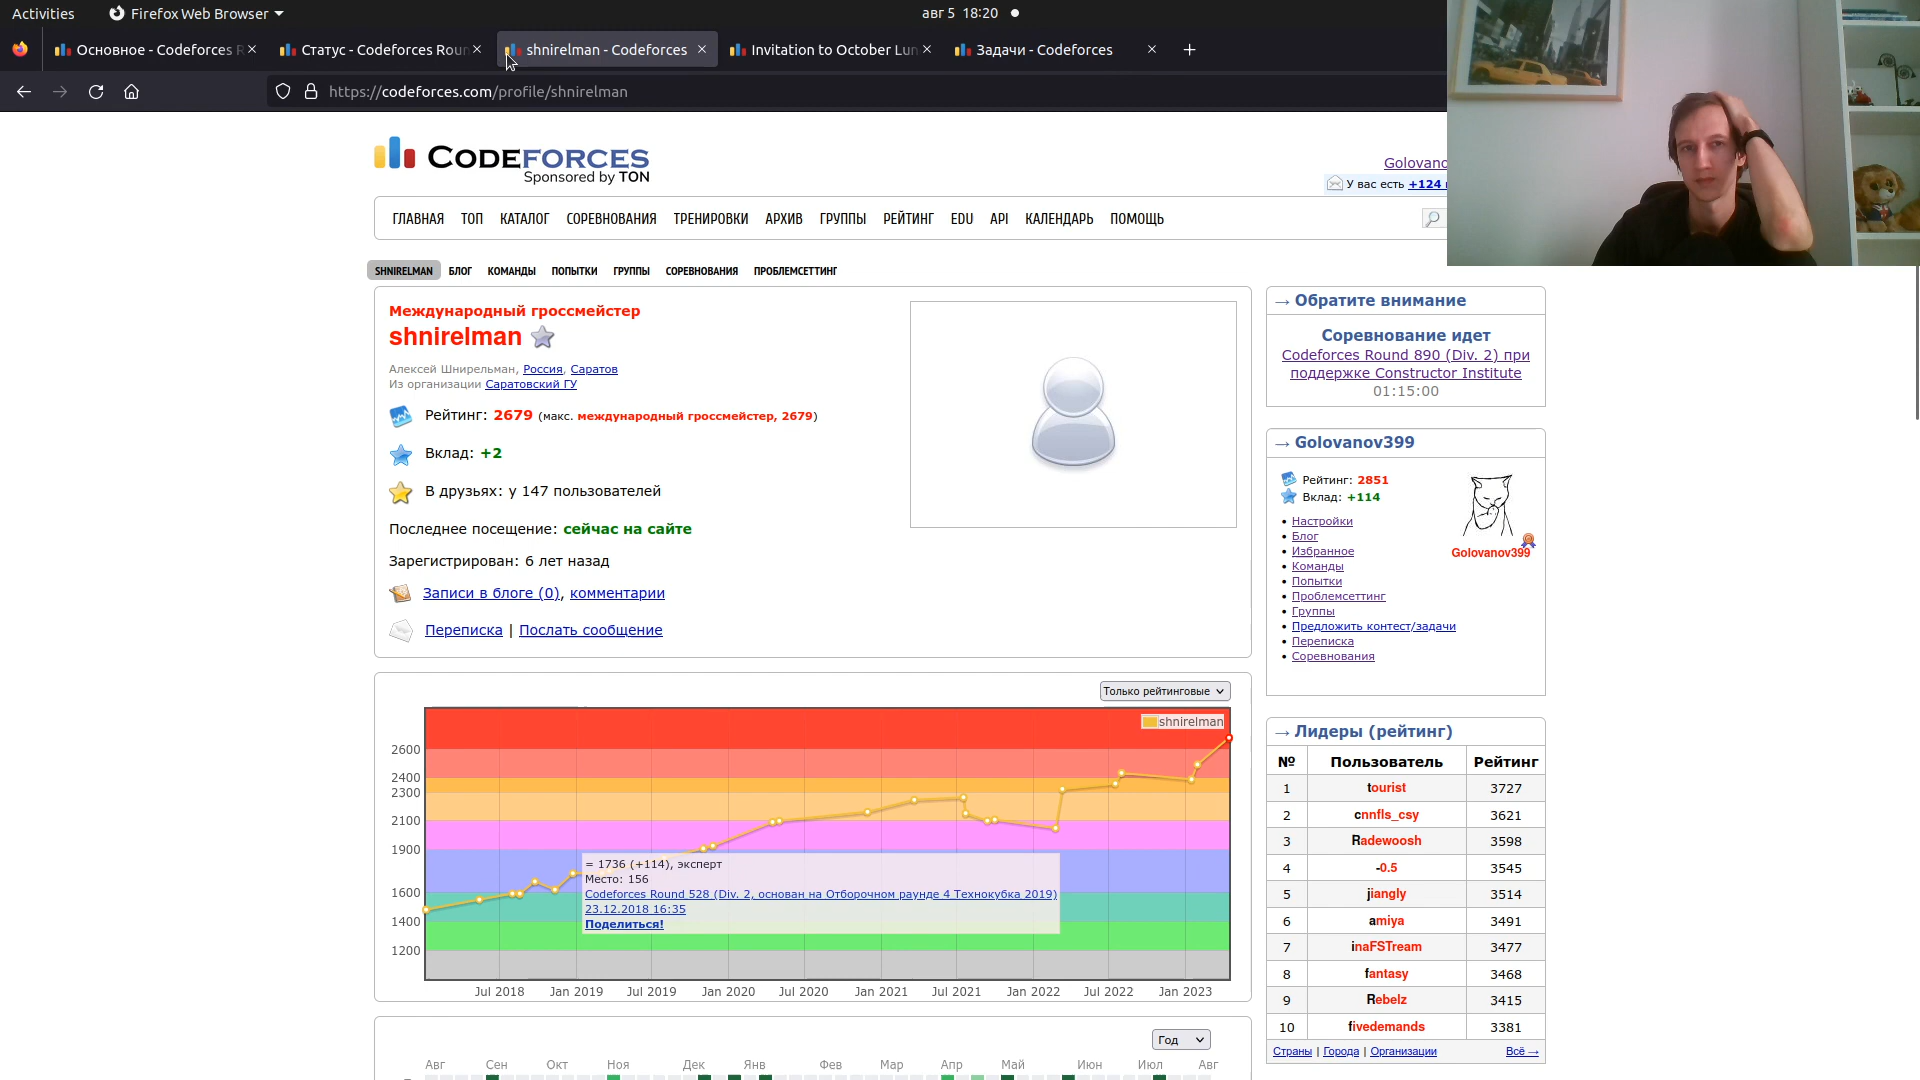 Activities
Firefox Web Browser
авг 5 18:20
Основное - Codeforces R
Статус - Codeforces Roun
shnirelman - Codeforces
Invitation to October Lun
Задачи - Codeforces
https://codeforces.com/profile/shnirelman
CODEFORCES
Sponsored by TON
Golovano
У вас есть +124
ГЛАВНАЯ ТОП КАТАЛОГ СОРЕВНОВАНИЯ ТРЕНИРОВКИ АРХИВ ГРУППЫ РЕЙТИНГ EDU API КАЛЕНДАРЬ ПОМОЩЬ
SHNIRELMAN БЛОГ КОМАНДЫ ПОПЫТКИ ГРУППЫ СОРЕВНОВАНИЯ ПРОБЛЕМСЕТТИНГ
Международный гроссмейстер
shnirelman
Алексей Шнирельман, Россия, Саратов
Из организации Саратовский ГУ
Рейтинг: 2679 (макс. международный гроссмейстер, 2679)
Вклад: +2
В друзьях: у 147 пользователей
Последнее посещение: сейчас на сайте
Зарегистрирован: 6 лет назад
Записи в блоге (0), комментарии
Переписка | Послать сообщение
→ Обратите внимание
Соревнование идет
Codeforces Round 890 (Div. 2) при
поддержке Constructor Institute
01:15:00
→ Golovanov399
Рейтинг: 2851
Вклад: +114
Настройки
Блог
Избранное
Команды
Попытки
Проблемсеттинг
Группы
Предложить контест/задачи
Переписка
Соревнования
Golovanov399
Только рейтинговые
shnirelman
2600
2400
2300
2100
1900
1600
1400
1200
= 1736 (+114), эксперт
Место: 156
Codeforces Round 528 (Div. 2, основан на Отборочном раунде 4 Технокубка 2019)
23.12.2018 16:35
Поделиться!
Jul 2018 Jan 2019 Jul 2019 Jan 2020 Jul 2020 Jan 2021 Jul 2021 Jan 2022 Jul 2022 Jan 2023
→ Лидеры (рейтинг)
№ Пользователь Рейтинг
1 tourist 3727
2 cnnfls_csy 3621
3 Radewoosh 3598
4 -0.5 3545
5 jiangly 3514
6 amiya 3491
7 inaFSTream 3477
8 fantasy 3468
9 Rebelz 3415
10 fivedemands 3381
Страны | Города | Организации Всё →
Год
Авг Сен Окт Ноя Дек Янв Фев Мар Апр Май Июн Июл Авг